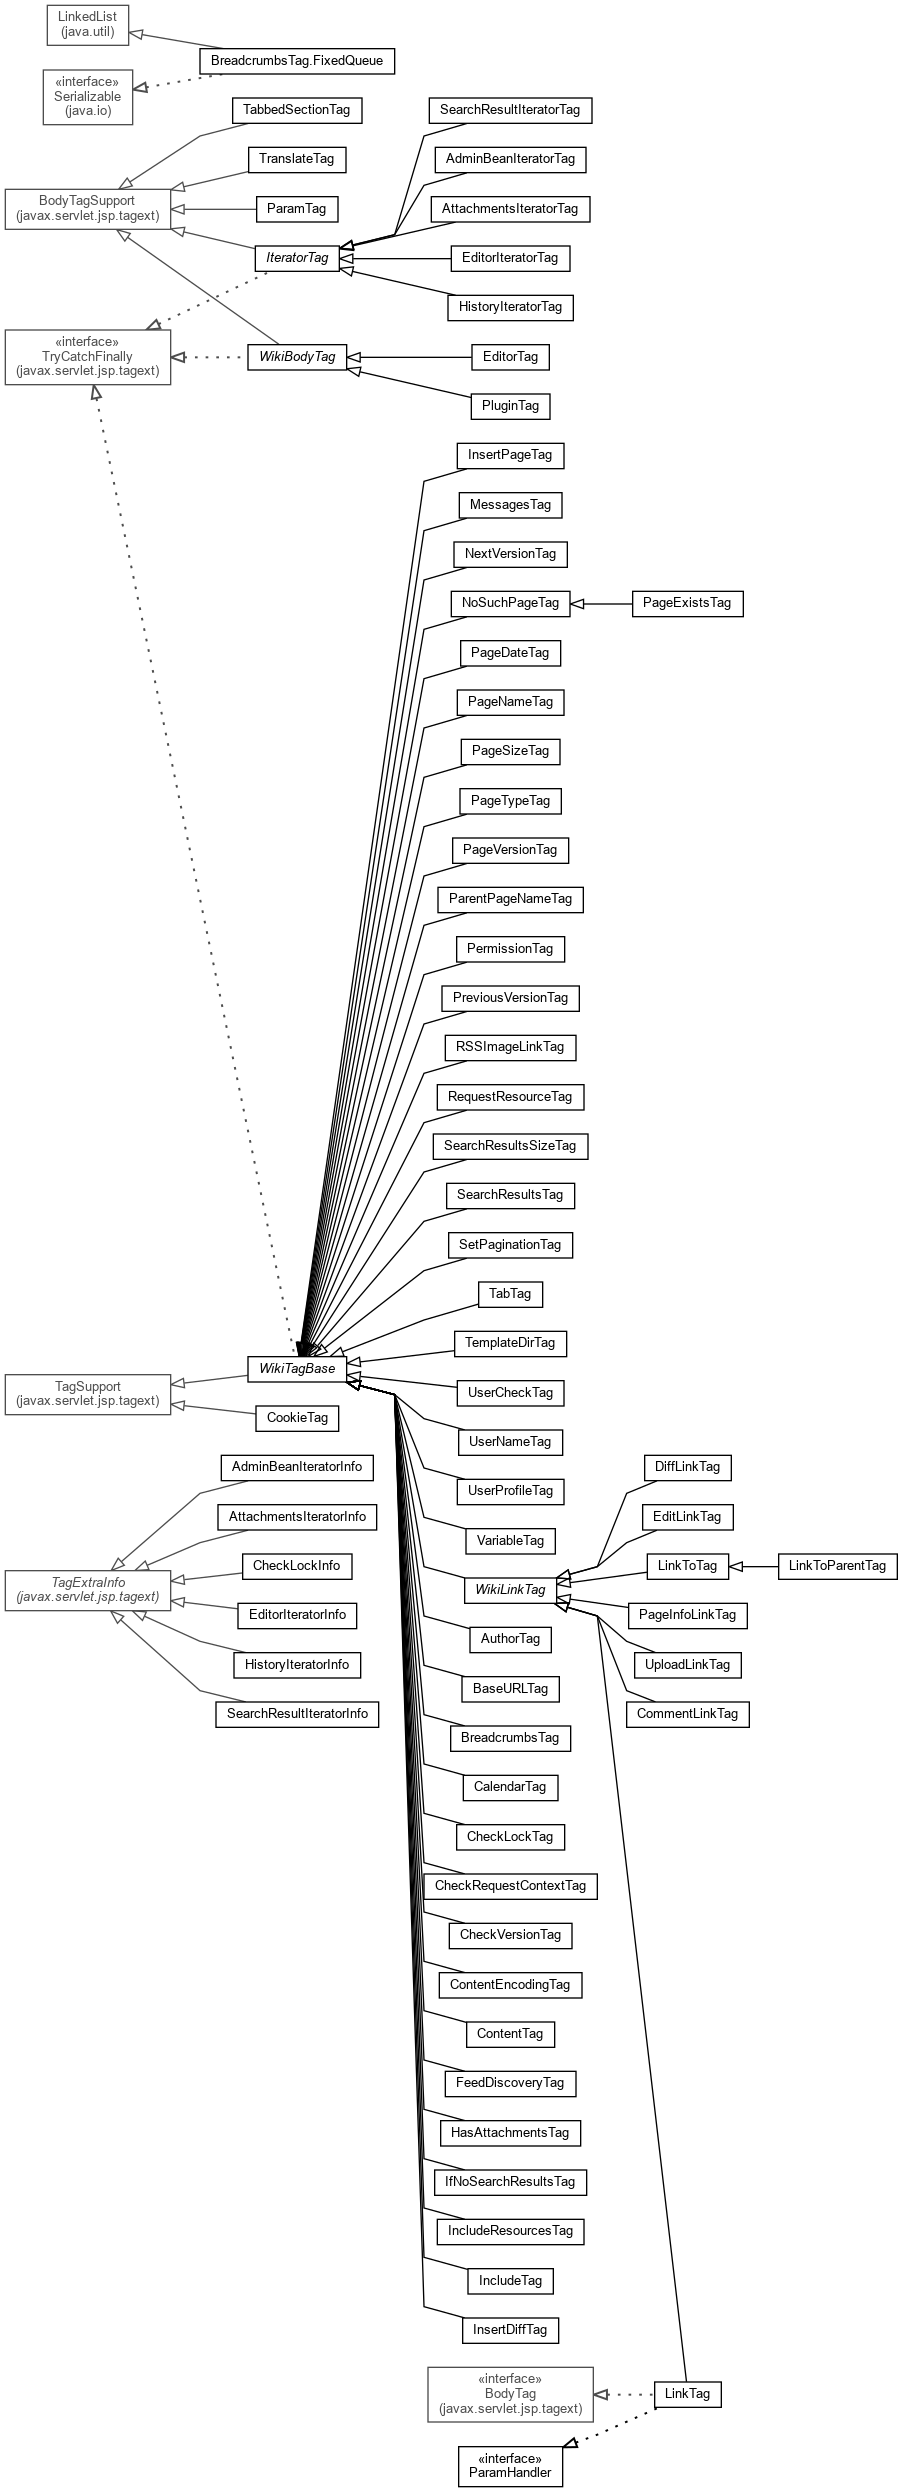 LinkedList
(java.util)
BreadcrumbsTag.FixedQueue
«interface»
Serializable
(java.io)
TabbedSectionTag
SearchResultIteratorTag
TranslateTag
AdminBeanIteratorTag
BodyTagSupport
(javax.servlet.jsp.tagext)
ParamTag
AttachmentsIteratorTag
IteratorTag
EditorIteratorTag
HistoryIteratorTag
«interface»
TryCatchFinally
(javax.servlet.jsp.tagext)
WikiBodyTag
EditorTag
PluginTag
InsertPageTag
MessagesTag
NextVersionTag
NoSuchPageTag
PageExistsTag
PageDateTag
PageNameTag
PageSizeTag
PageTypeTag
PageVersionTag
ParentPageNameTag
PermissionTag
PreviousVersionTag
RSSImageLinkTag
RequestResourceTag
SearchResultsSizeTag
SearchResultsTag
SetPaginationTag
TabTag
TemplateDirTag
WikiTagBase
TagSupport
(javax.servlet.jsp.tagext)
UserCheckTag
CookieTag
UserNameTag
AdminBeanIteratorInfo
DiffLinkTag
UserProfileTag
AttachmentsIteratorInfo
EditLinkTag
VariableTag
CheckLockInfo
LinkToTag
LinkToParentTag
TagExtraInfo
(javax.servlet.jsp.tagext)
WikiLinkTag
EditorIteratorInfo
PageInfoLinkTag
AuthorTag
HistoryIteratorInfo
UploadLinkTag
BaseURLTag
SearchResultIteratorInfo
CommentLinkTag
BreadcrumbsTag
CalendarTag
CheckLockTag
CheckRequestContextTag
CheckVersionTag
ContentEncodingTag
ContentTag
FeedDiscoveryTag
HasAttachmentsTag
IfNoSearchResultsTag
IncludeResourcesTag
IncludeTag
InsertDiffTag
«interface»
BodyTag
(javax.servlet.jsp.tagext)
LinkTag
«interface»
ParamHandler